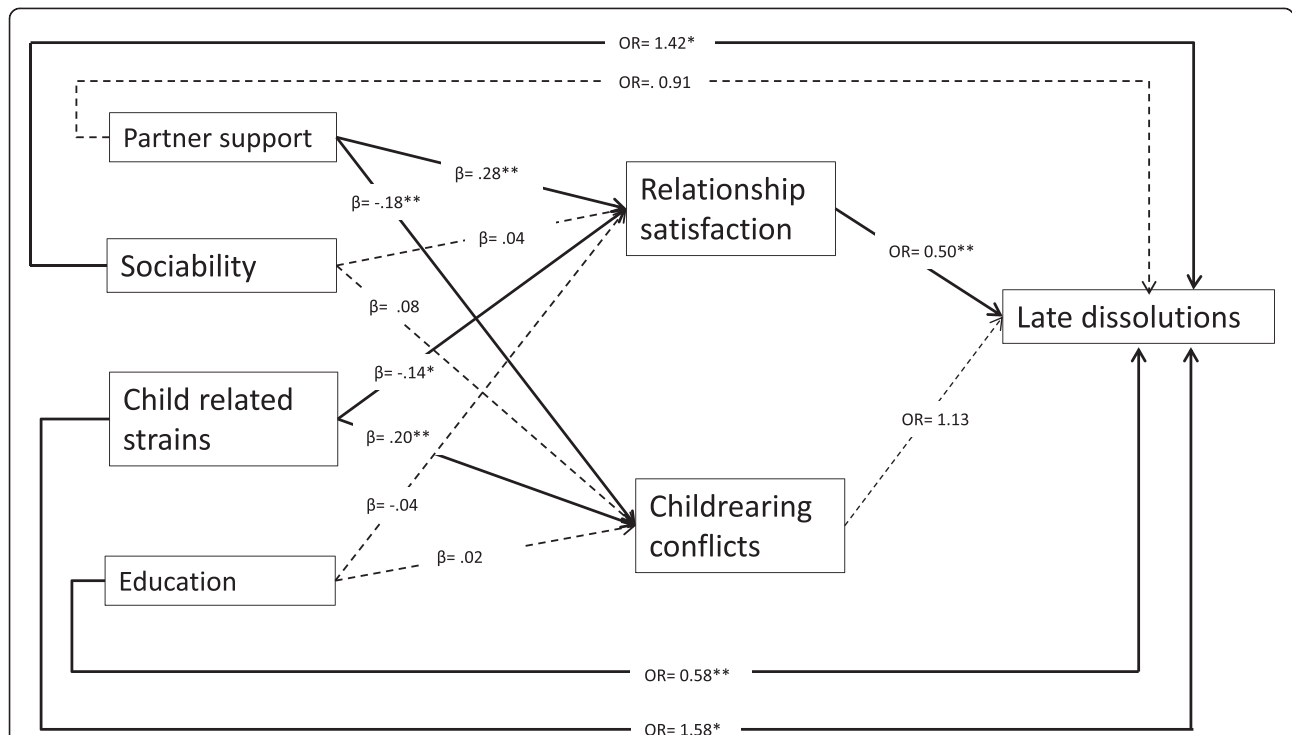 OR= 1.42*
OR=. 0.91
Partner support
β= .28**
β= -.18**
Relationship
satisfaction
β= .04
OR= 0.50**
Sociability
β=  .08
Late dissolutions
β= -.14*
Child related
strains
β= .20**
OR= 1.13
β= -.04
Childrearing
conflicts
β= .02
Education
OR= 0.58**
OR= 1.58*